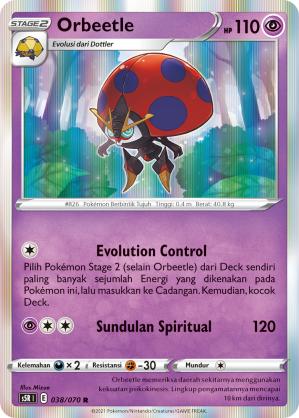 STAGE2 Orbeetle HP 110
Evolusi dari Dottler
#826 Pokémon Berbintik Tujuh Tinggi: 0.4 m Berat: 40.8 kg
Evolution Control
Pilih Pokémon Stage 2 (selain Orbeetle) dari Deck sendiri
paling banyak sejumlah Energi yang dikenakan pada
Pokémon ini, lalu masukkan ke Cadangan. Kemudian, kocok
Deck.
Sundulan Spiritual 120
Kelemahan ×2 Resistansi -30 Mundur
Illus. Mizue
s5R I E 038/070 R
Orbeetle memeriksa daerah sekitarnya menggunakan
kekuatan psikokinesis. Lingkup pengamatannya mencapai
10 km dari dirinya.
©2021 Pokémon/Nintendo/Creatures/GAME FREAK.